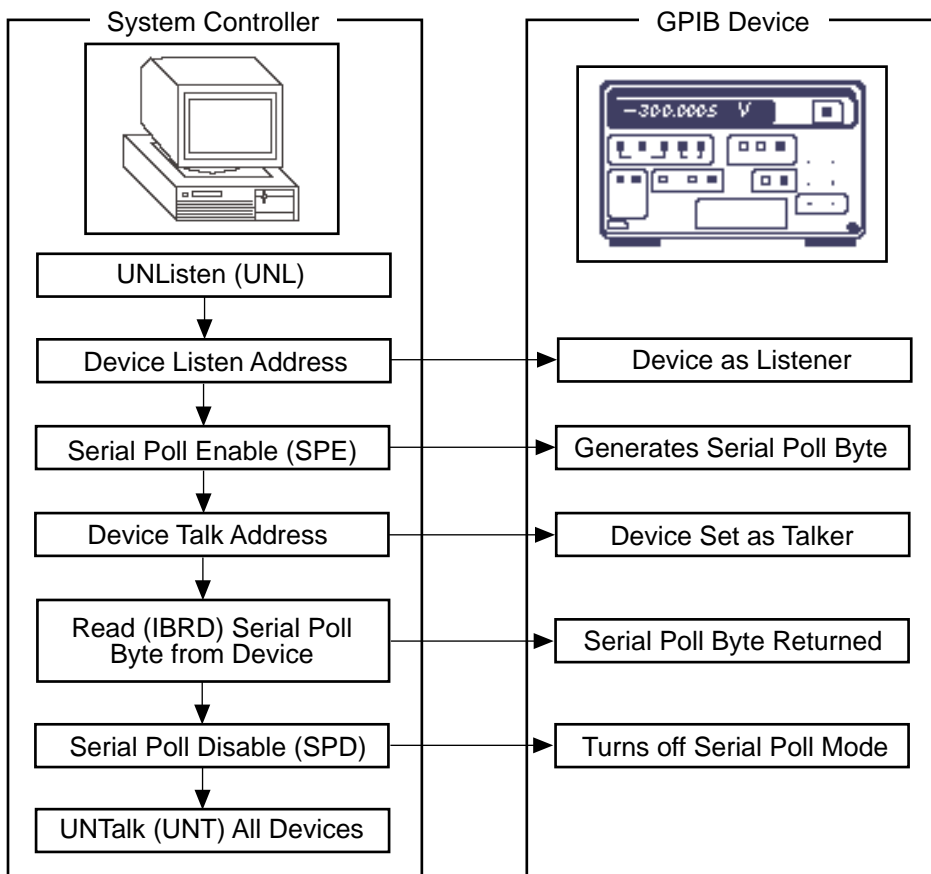 System Controller
GPIB Device
-300.000S V
UNListen (UNL)
Device Listen Address
Device as Listener
Serial Poll Enable (SPE)
Generates Serial Poll Byte
Device Talk Address
Device Set as Talker
Read (IBRD) Serial Poll
Byte from Device
Serial Poll Byte Returned
Serial Poll Disable (SPD)
Turns off Serial Poll Mode
UNTalk (UNT) All Devices